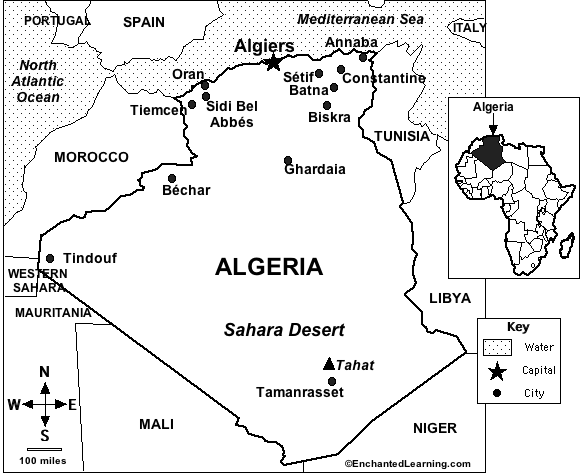 PORTUGAL
SPAIN
Mediterranean Sea
ITALY
Algiers
Annaba
North
Atlantic
Ocean
Oran
Sétif
Constantine
Batna
Tiemcen
Sidi Bel
Abbés
Biskra
TUNISIA
Algeria
MOROCCO
Ghardaia
Béchar
Tindouf
ALGERIA
WESTERN
SAHARA
LIBYA
MAURITANIA
Sahara Desert
Key
Water
Capital
City
Tahat
Tamanrasset
N
W
E
S
MALI
NIGER
100 miles
©EnchantedLearning.com